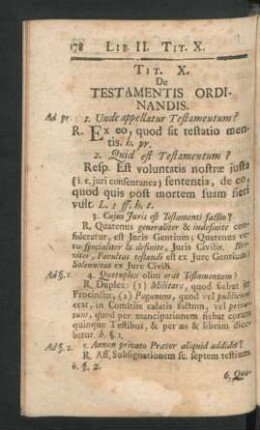 178 LIB. II. TIT. X.
TIT. X.
De
TESTAMENTIS ORDI-
NANDIS.
Ad pr. 1. Unde appellatur Testamentum?
R. Ex eo, quod sit testatio men-
tis. h. pr.
2. Quid est Testamentum?
Resp. Est voluntatis nostræ justa
(i. e. juri consentanea) sententia, de eo,
quod quis post mortem suam fieri
vult. L. 1 ff. h. t.
3. Cujus Juris est Testamenti factio?
R. Quatenus generaliter & indefinite con-
sideratur, est Juris Gentium; Quatenus ve-
ro specialiter & definite, Juris Civilis.
viter, Facultas testandi est ex Jure Gentium;
Solennitas ex Jure Civili.
Ad §. 1. 4. Quotuplex olim erat Testamentum?
R. Duplex: (1) Militare, quod fiebat in
Procinctu, (2) Paganum, quod vel publicum
erat, in Comitiis calatis factum, vel
quod per mancipationem fiebat coram
quinque Testibus, & per æs & libram dice-
batur. h. §. 1.
Ad §. 2. 5. Annon privato Prætor aliquid addidit?
R. Aff. Subsignationem sc. septem testium.
h. §. 2.
6. Quo-